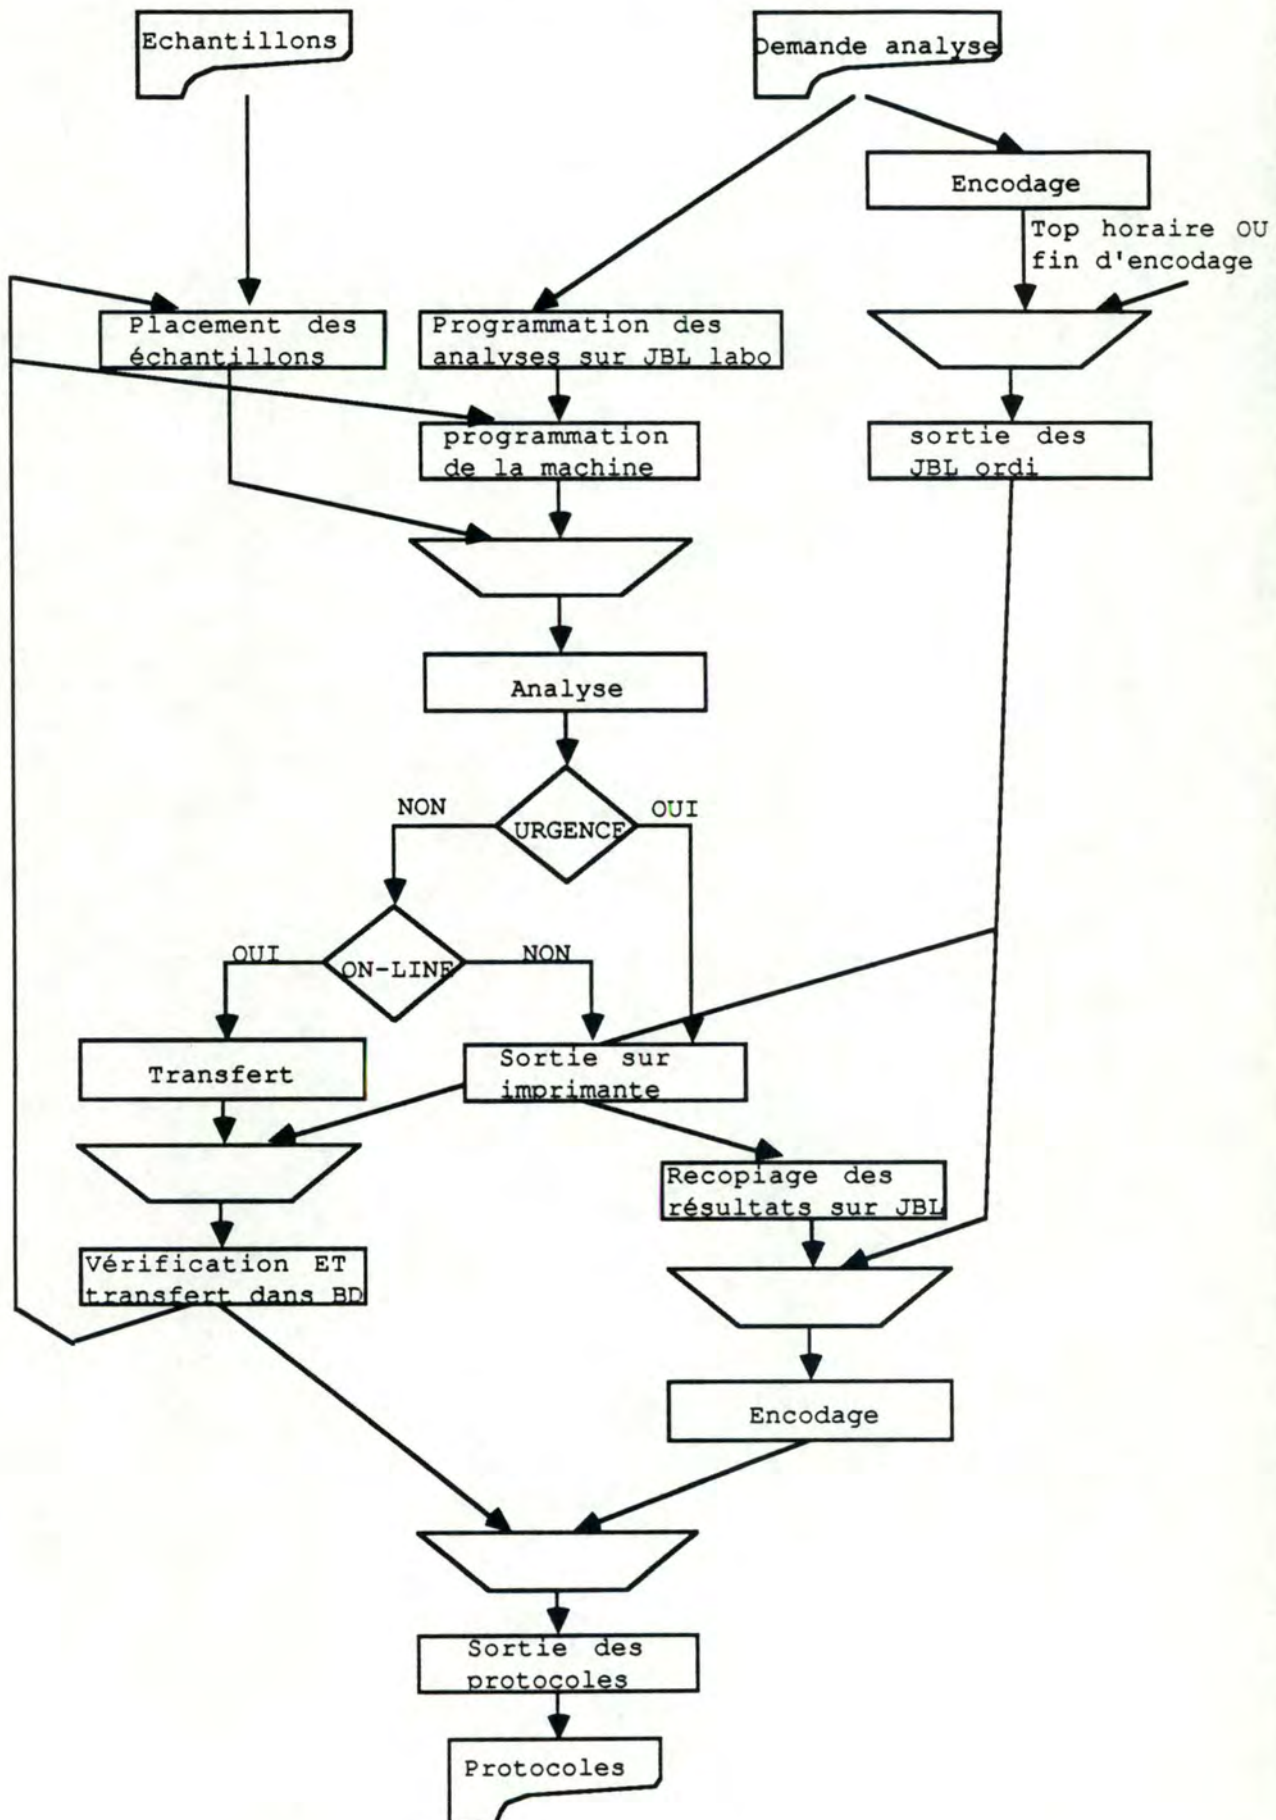 Echantillons
Demande analyse
Encodage
Top horaire OU
fin d'encodage
Placement des
échantillons
Programmation des
analyses sur JBL labo
programmation
de la machine
sortie des
JBL ordi
Analyse
NON
URGENCE
OUI
OUI
ON-LINE
NON
Transfert
Sortie sur
imprimante
Recopiage des
résultats sur JBL
Vérification ET
transfert dans BD
Encodage
Sortie des
protocoles
Protocoles